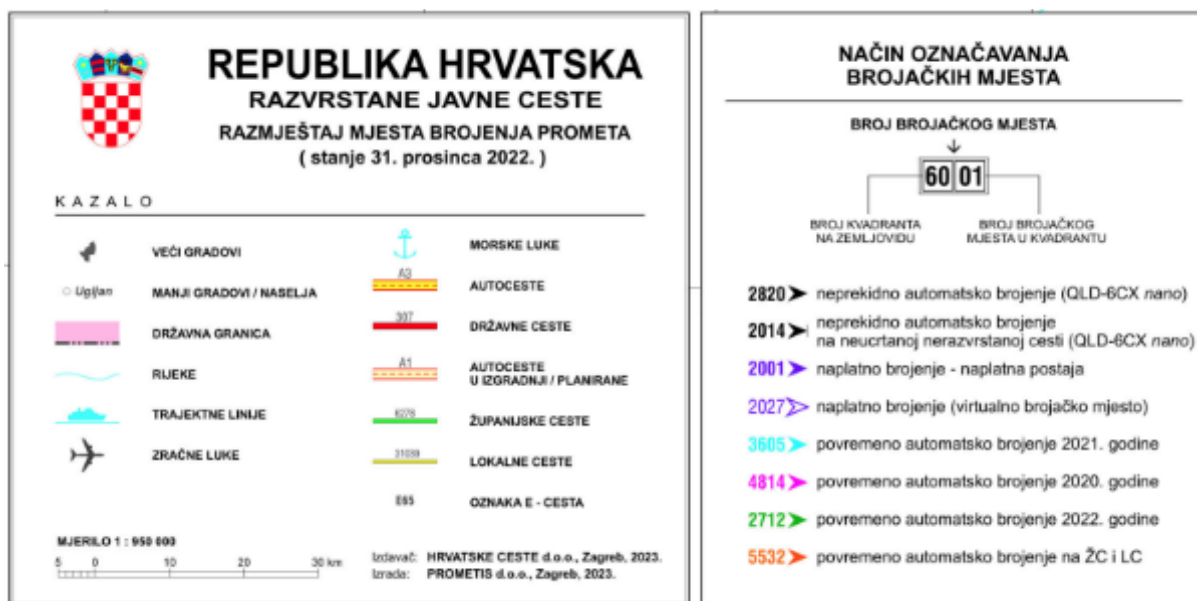 REPUBLIKA HRVATSKA
RAZVRSTANE JAVNE CESTE
RAZMJEŠTAJ MJESTA BROJENJA PROMETA
( stanje 31. prosinca 2022. )
KAZALO
VEĆI GRADOVI
Ugljan
MANJI GRADOVI / NASELJA
DRŽAVNA GRANICA
RIJEKE
TRAJEKTNE LINIJE
ZRAČNE LUKE
MORSKE LUKE
A3
AUTOCESTE
307
DRŽAVNE CESTE
A1
AUTOCESTE
U IZGRADNJI / PLANIRANE
6278
ŽUPANIJSKE CESTE
LOKALNE CESTE
E65
OZNAKA E - CESTA
MJERILO 1 : 950 000
5 0 10 20 30 km
Izdavač: HRVATSKE CESTE d.o.o., Zagreb, 2023.
Izrada: PROMETIS d.o.o., Zagreb, 2023.
NAČIN OZNAČAVANJA
BROJAČKIH MJESTA
BROJ BROJAČKOG MJESTA
60 01
BROJ KVADRANTA
NA ZEMLJOVIDU
BROJ BROJAČKOG
MJESTA U KVADRANTU
2820 neprekidno automatsko brojenje (QLD-6CX nano)
2014 neprekidno automatsko brojenje
na neucrtanoj nerazvrstanoj cesti (QLD-6CX nano)
2001 naplatno brojenje - naplatna postaja
2027 naplatno brojenje (virtualno brojačko mjesto)
3605 povremeno automatsko brojenje 2021. godine
4814 povremeno automatsko brojenje 2020. godine
2712 povremeno automatsko brojenje 2022. godine
5532 povremeno automatsko brojenje na ŽC i LC